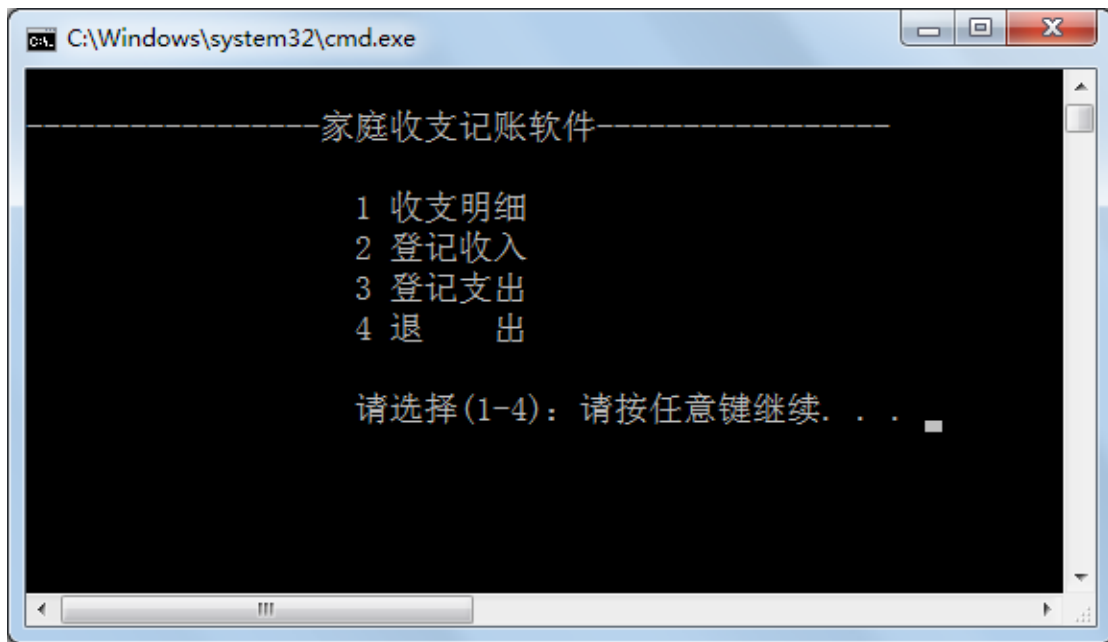 C:\Windows\system32\cmd.exe
-----------------家庭收支记账软件-----------------
1 收支明细
2 登记收入
3 登记支出
4 退    出
请选择(1-4)：请按任意键继续. . .